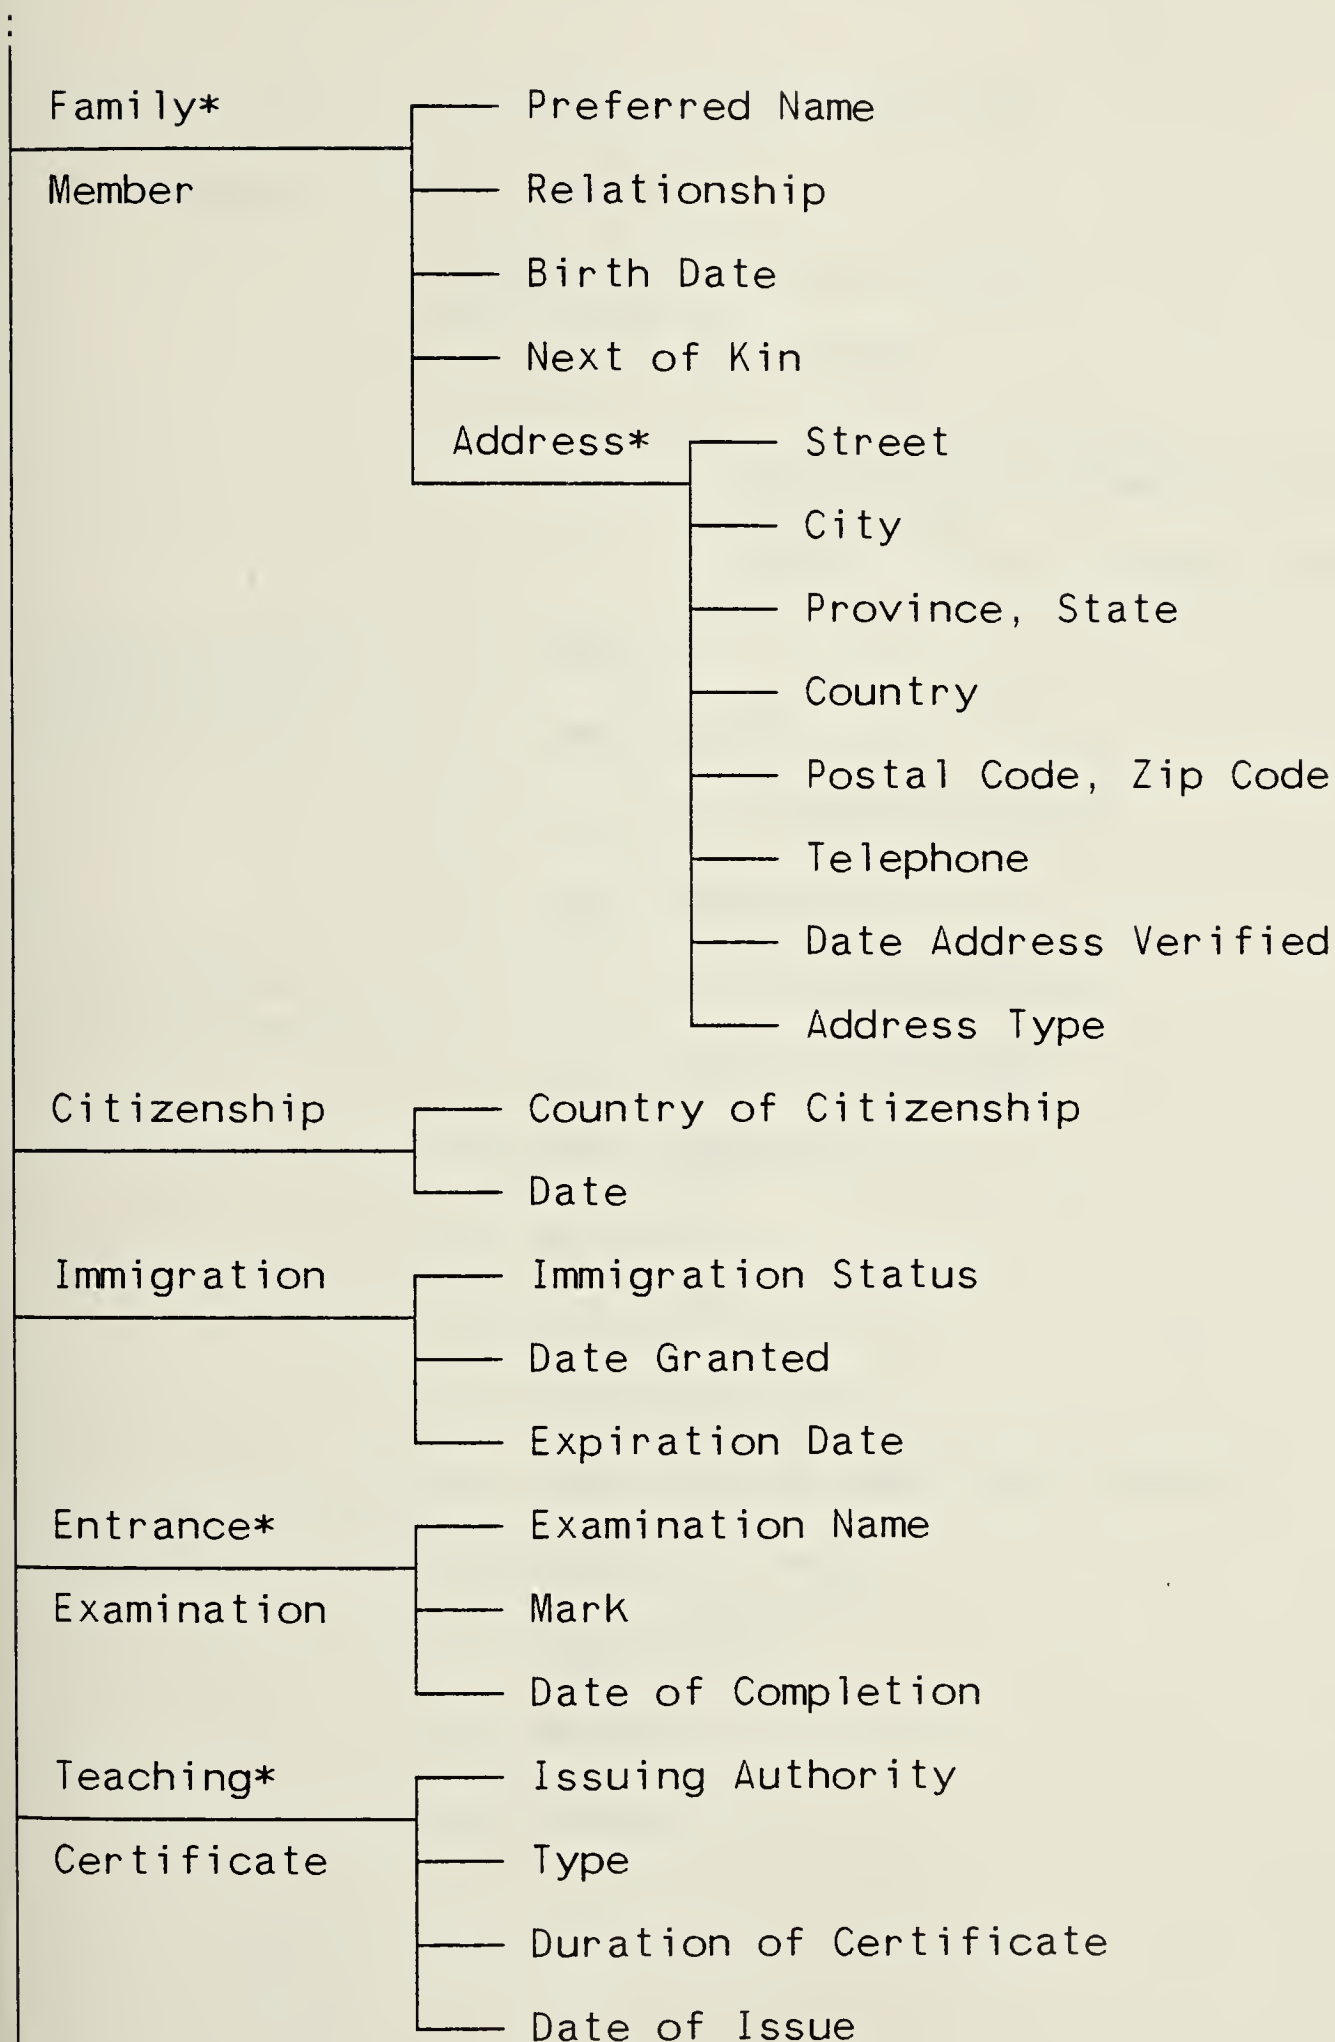 Family* Preferred Name
Member Relationship
Birth Date
Next of Kin
Address* Street
City
Province, State
Country
Postal Code, Zip Code
Telephone
Date Address Verified
Address Type
Citizenship Country of Citizenship
Date
Immigration Immigration Status
Date Granted
Expiration Date
Entrance* Examination Name
Examination Mark
Date of Completion
Teaching* Issuing Authority
Certificate Type
Duration of Certificate
Date of Issue